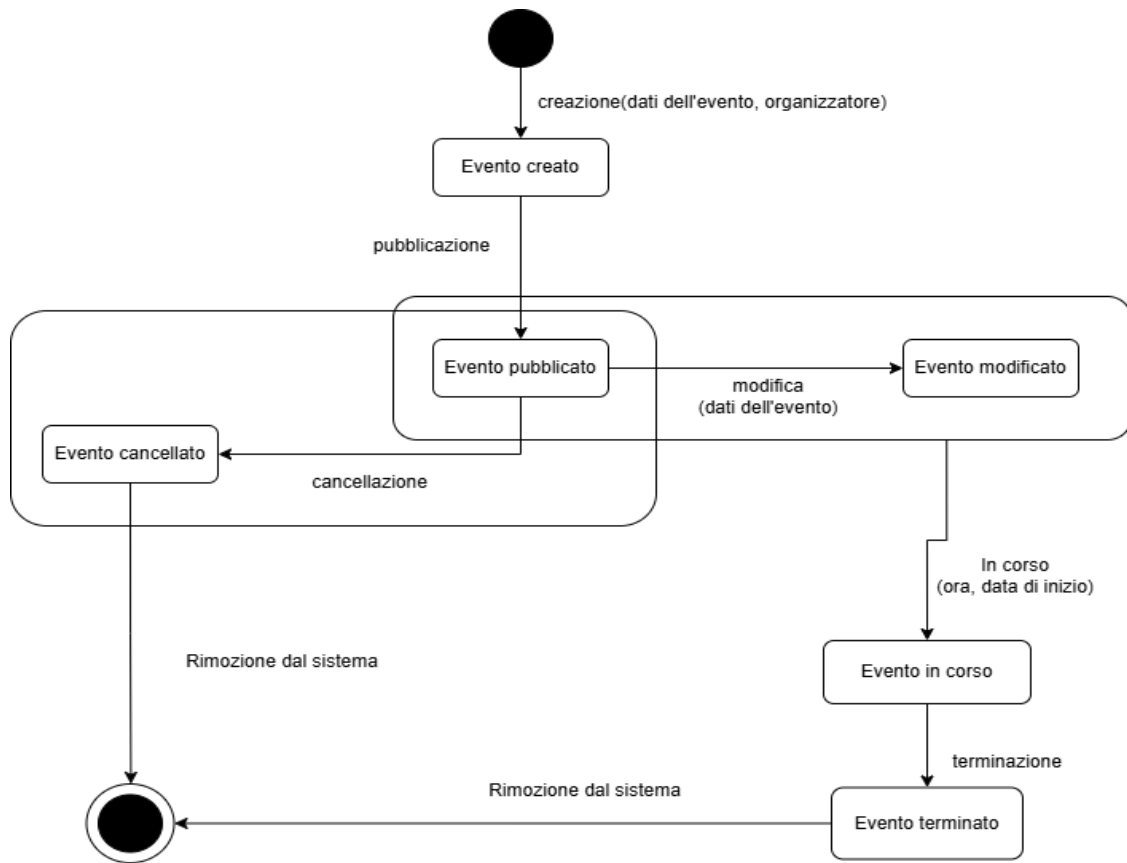 creazione(dati dell'evento, organizzatore)
Evento creato
pubblicazione
Evento pubblicato
Evento modificato
modifica
(dati dell'evento)
Evento cancellato
cancellazione
In corso
(ora, data di inizio)
Rimozione dal sistema
Evento in corso
terminazione
Rimozione dal sistema
Evento terminato